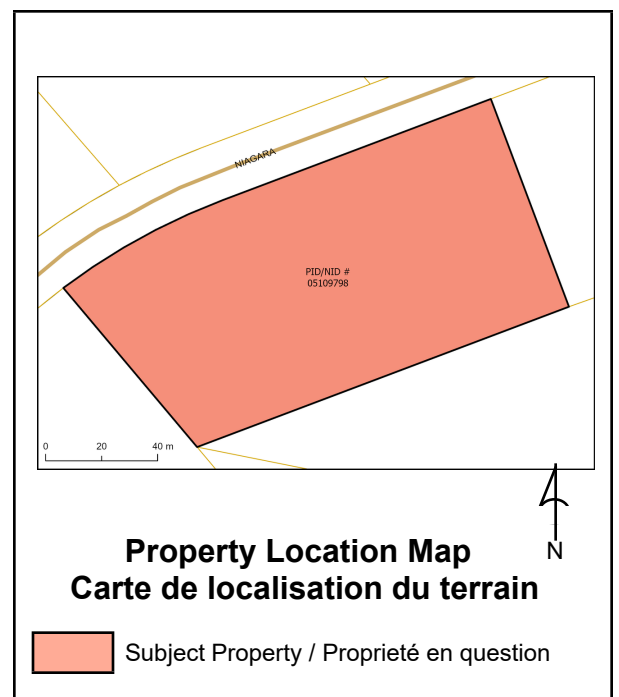 NIAGARA
PID/NID #
05109798
0 20 40 m
N
Property Location Map
Carte de localisation du terrain
Subject Property / Proprieté en question